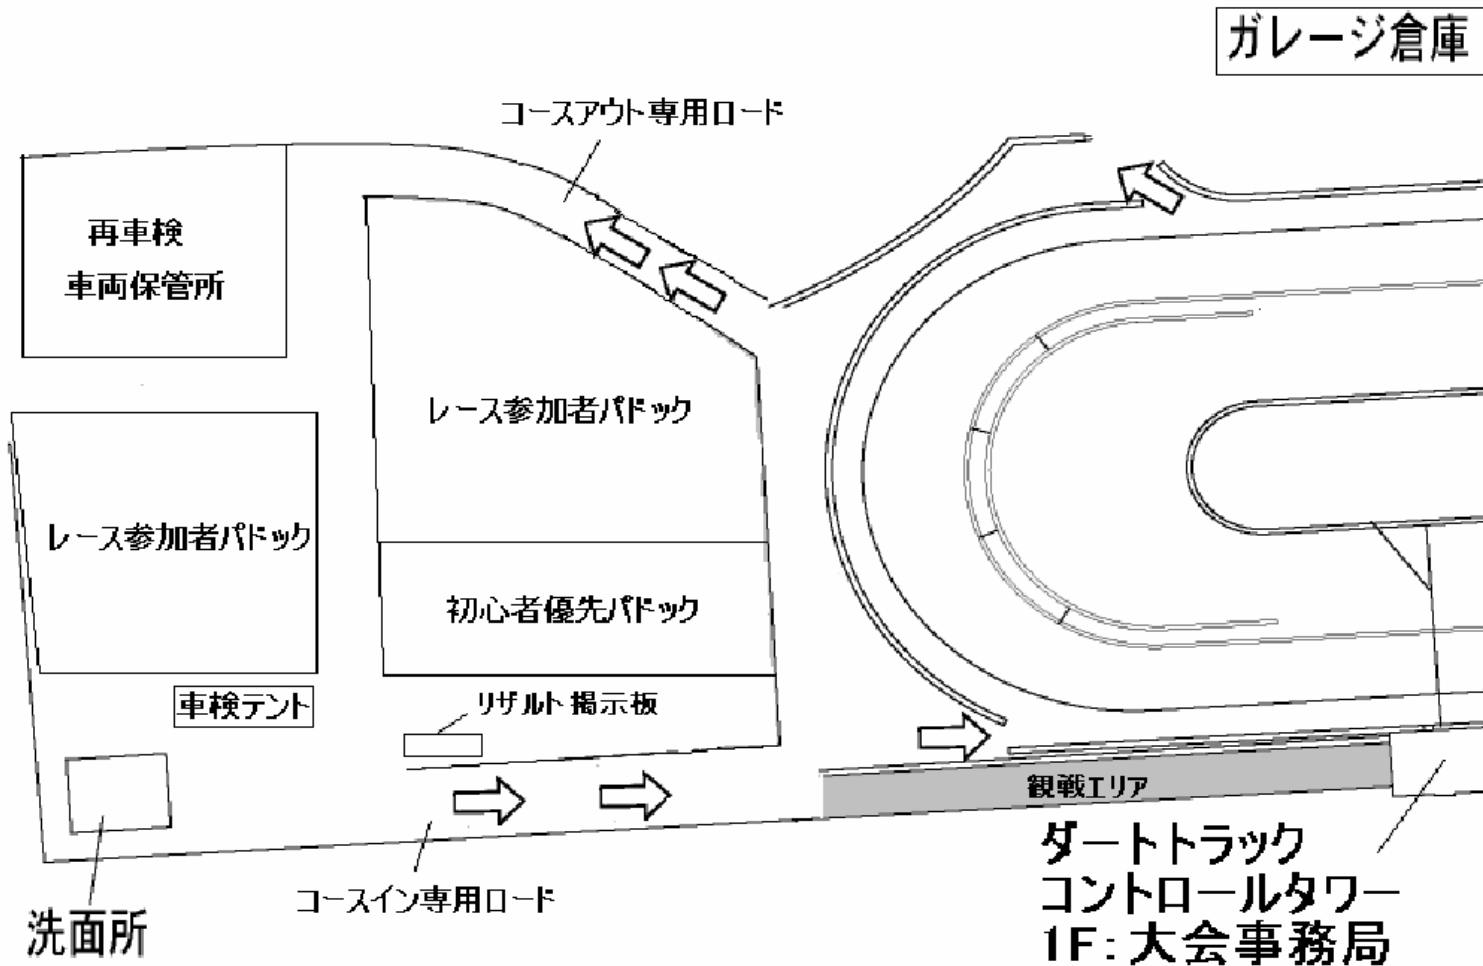 ガレージ倉庫
コースアウト専用ロード
再車検
車両保管所
レース参加者パドック
レース参加者パドック
初心者優先パドック
車検テント
リザルト掲示板
観戦エリア
ダートトラック
コントロールタワー
1F:大会事務局
コースイン専用ロード
洗面所